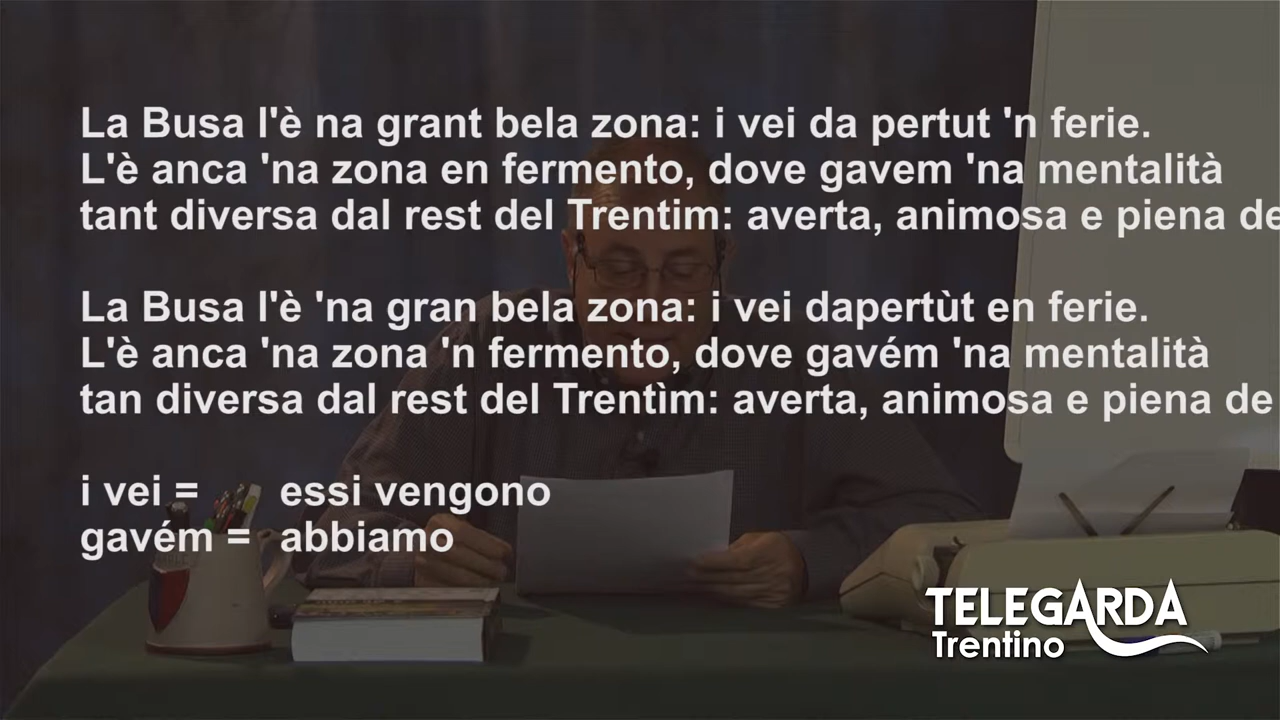 La Busa l'è na grant bela zona: i vei da pertut 'n ferie.
L'è anca 'na zona en fermento, dove gavem 'na mentalità
tant diversa dal rest del Trentim: averta, animosa e piena de
La Busa l'è 'na gran bela zona: i vei dapertùt en ferie.
L'è anca 'na zona 'n fermento, dove gavém 'na mentalità
tan diversa dal rest del Trentìm: averta, animosa e piena de
i vei = essi vengono
gavém = abbiamo
TELEGARDA
Trentino